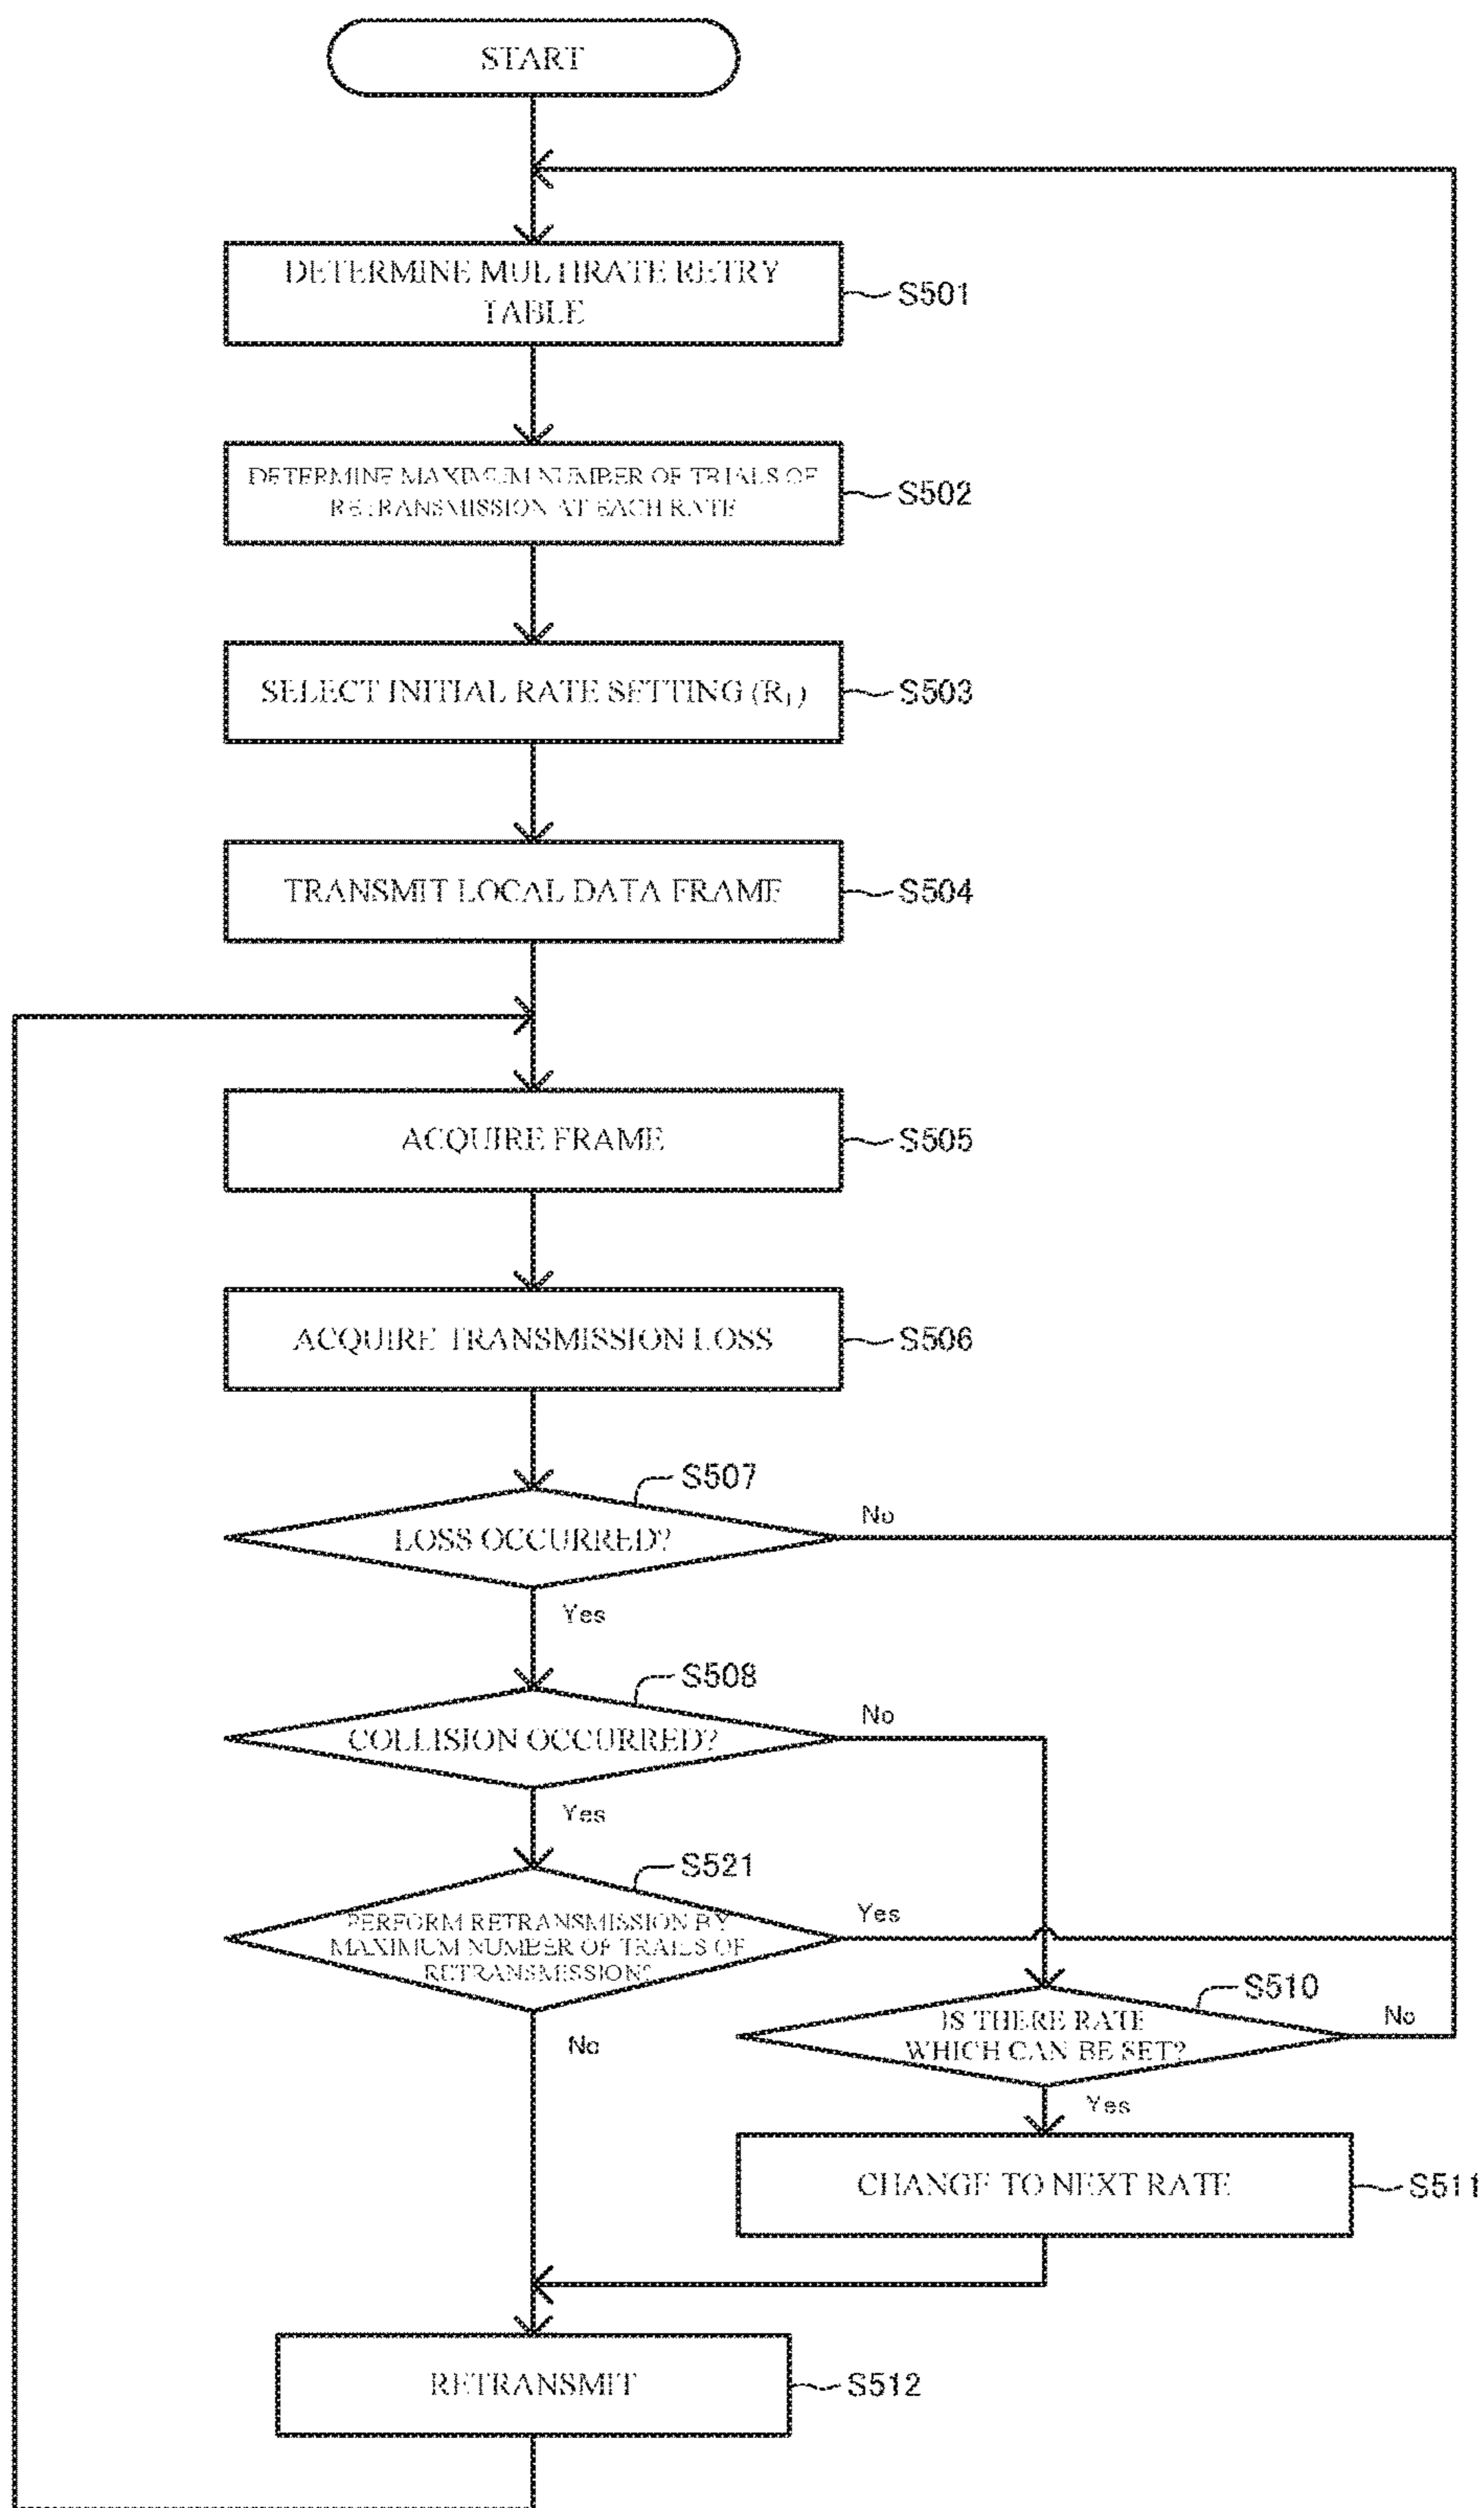 START
DETERMINE MULTIRATE RETRY
TABLE
S501
DETERMINE MAXIMUM NUMBER OF TRIALS OF
RETRANSMISSION AT EACH RATE
S502
SELECT INITIAL RATE SETTING (R₁)
S503
TRANSMIT LOCAL DATA FRAME
S504
ACQUIRE FRAME
S505
ACQUIRE TRANSMISSION LOSS
S506
S507
LOSS OCCURRED?
No
Yes
S508
COLLISION OCCURRED?
No
Yes
S521
PERFORM RETRANSMISSION BY
MAXIMUM NUMBER OF TRAILS OF
RETRANSMISSION?
Yes
No
S510
IS THERE RATE
WHICH CAN BE SET?
No
Yes
CHANGE TO NEXT RATE
S511
RETRANSMIT
S512